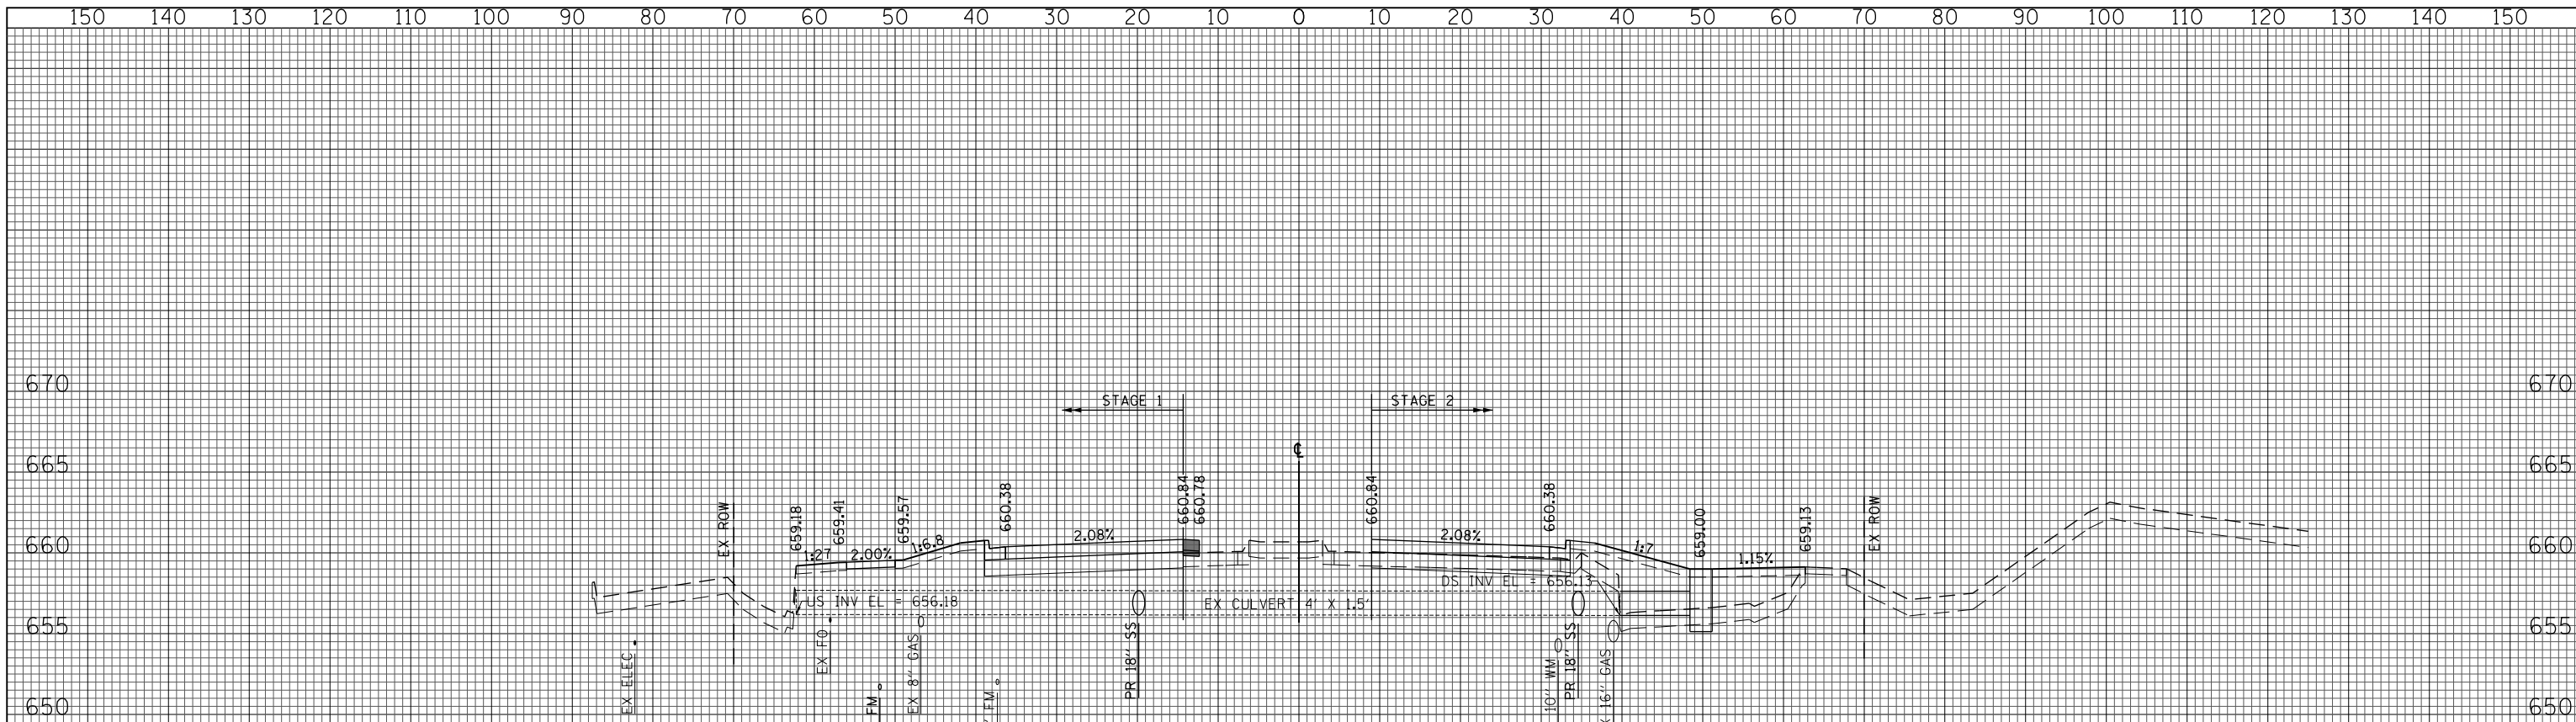 150 140 130 120 110 100 90 80 70 60 50 40 30 20 10 0 10 20 30 40 50 60 70 80 90 100 110 120 130 140 150
670 670
STAGE 1 STAGE 2
℄
665 665
EX ROW
659.18
659.41
659.57
660.38
660.84
660.78
660.84
660.38
659.00
659.13
EX ROW
1:27 2.00% 1:6.8 2.08% 2.08% 1:7 1.15%
660 660
US INV EL = 656.18
EX CULVERT 4' X 1.5'
DS INV EL = 656.13
655 655
EX ELEC
EX FO
FM
EX 8'' GAS
FM
PR 18'' SS
10'' WM
PR 18'' SS
16'' GAS
650 650